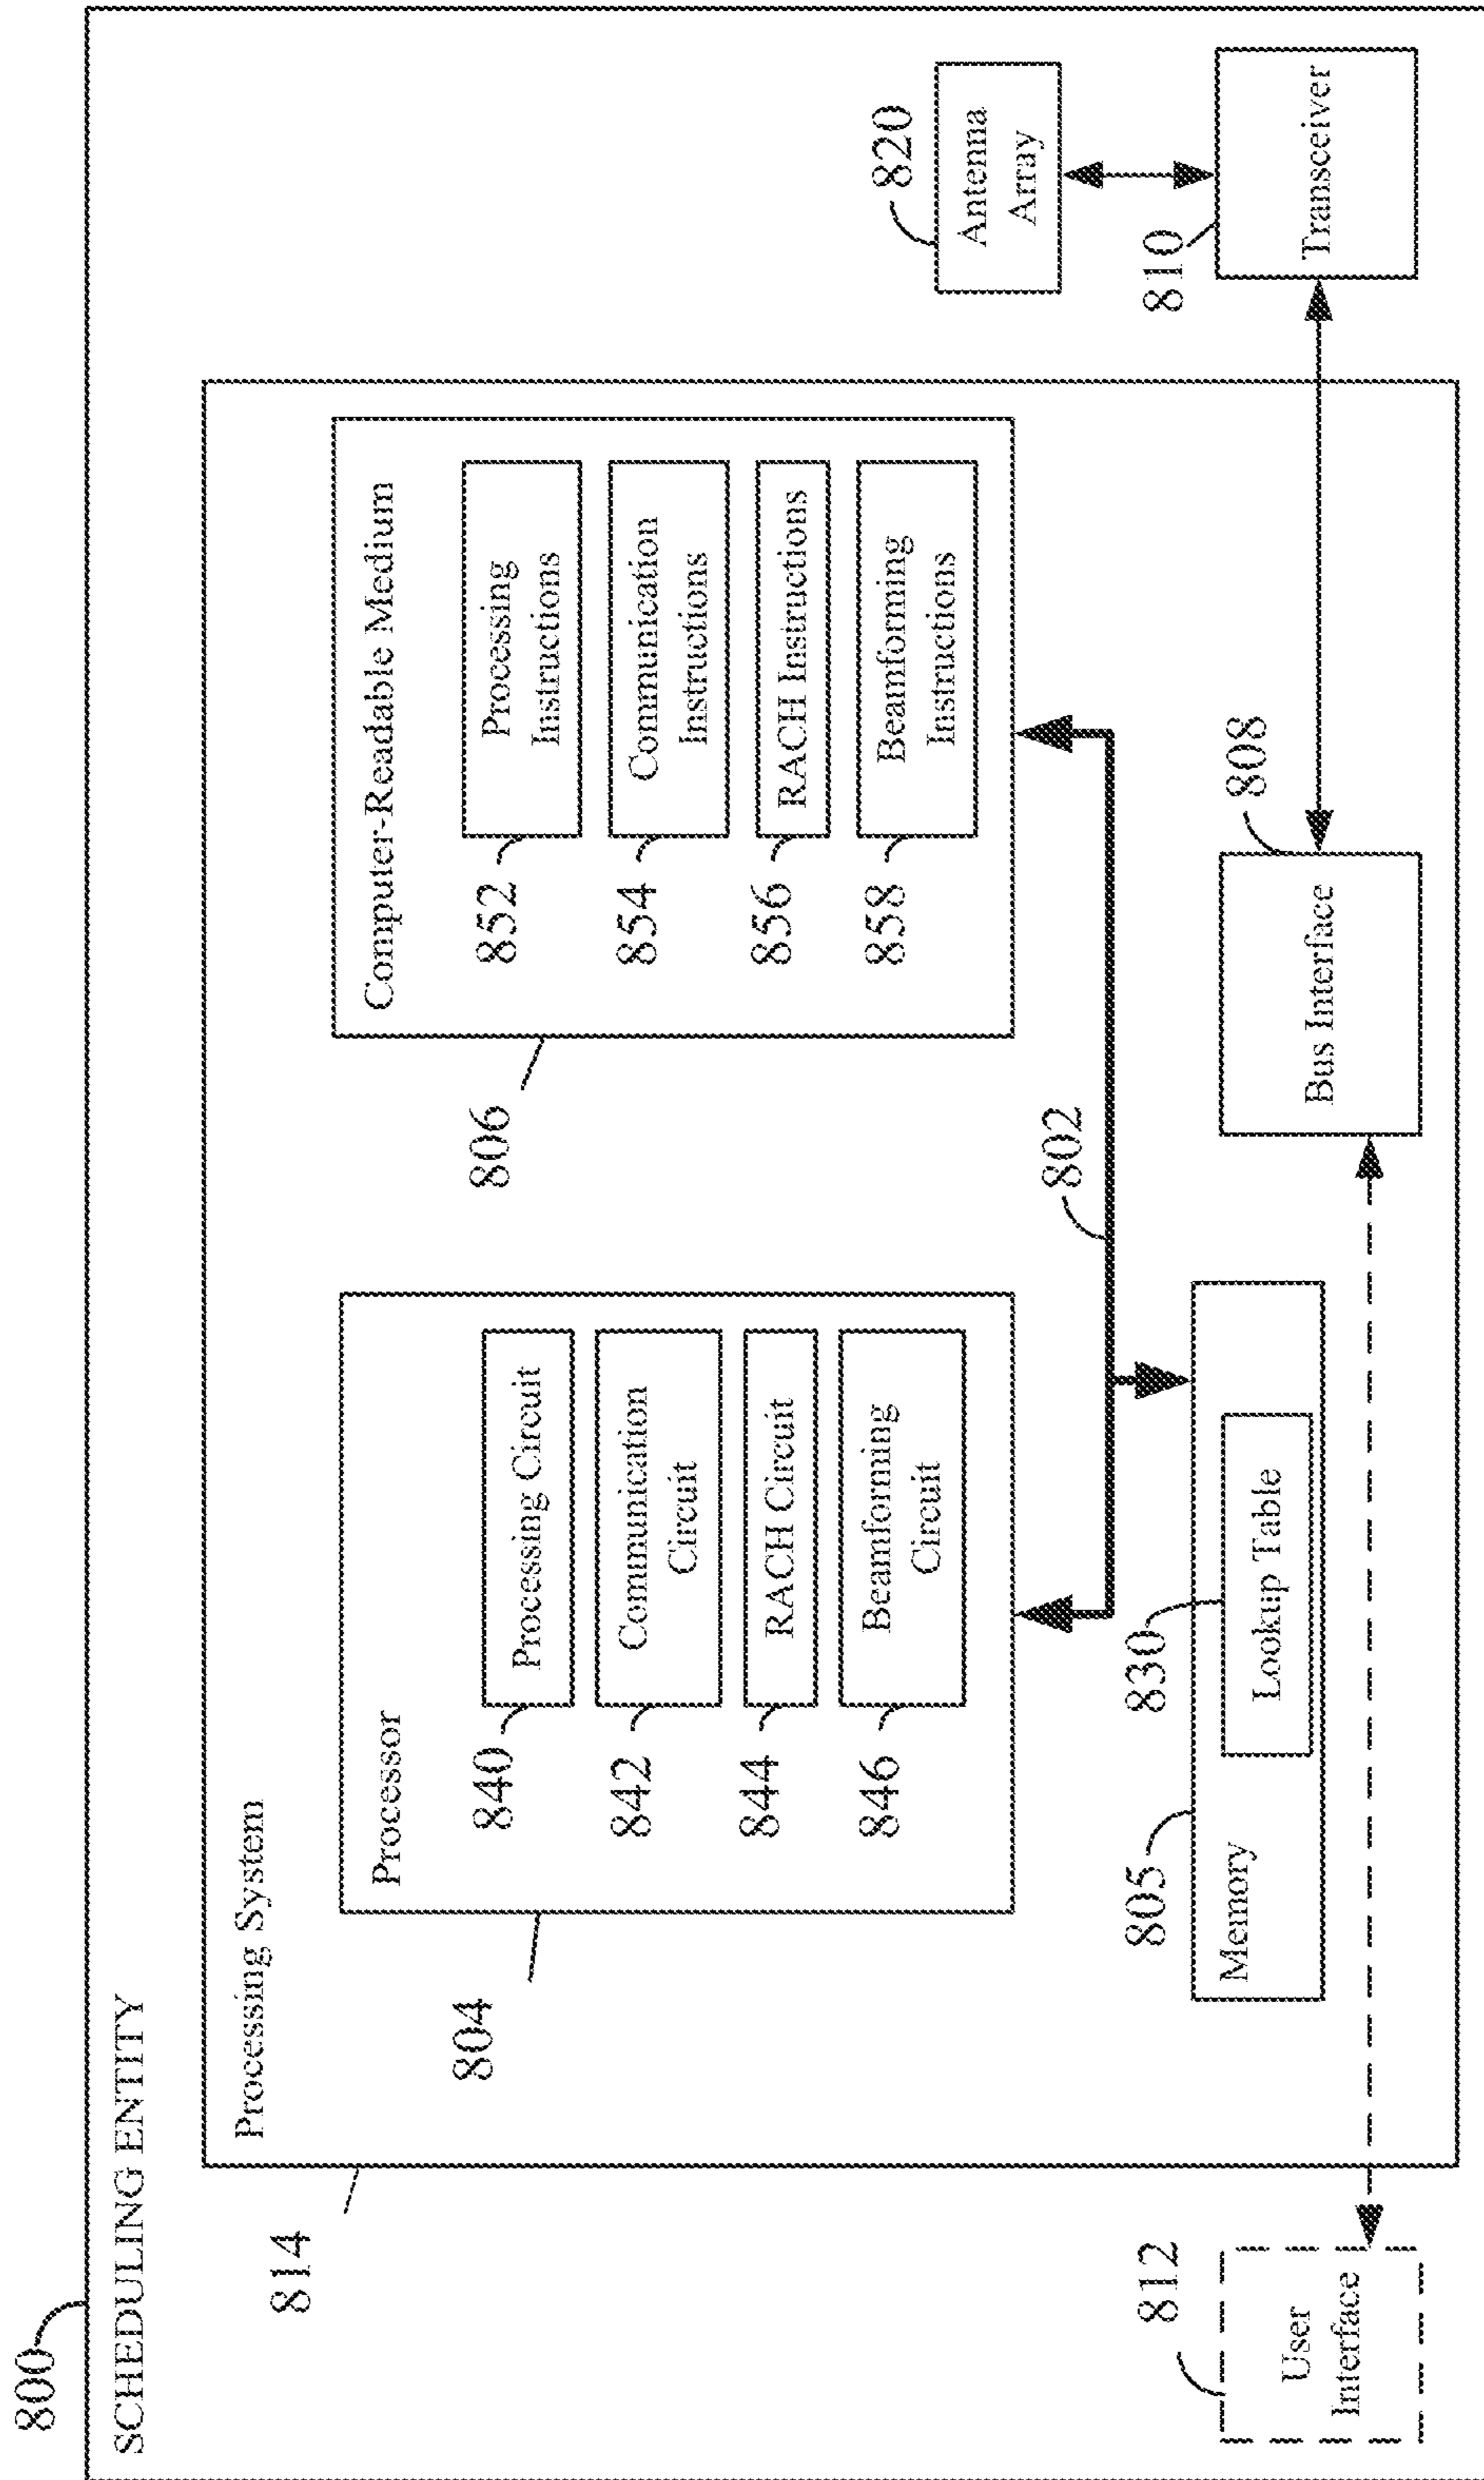 800
SCHEDULING ENTITY
814
Processing System
804
Processor
840
Processing Circuit
842
Communication
Circuit
844
RACH Circuit
846
Beamforming
Circuit
806
Computer-Readable Medium
852
Processing
Instructions
854
Communication
Instructions
856
RACH Instructions
858
Beamforming
Instructions
802
805
Memory
830
Lookup Table
808
Bus Interface
812
User
Interface
820
Antenna
Array
810
Transceiver